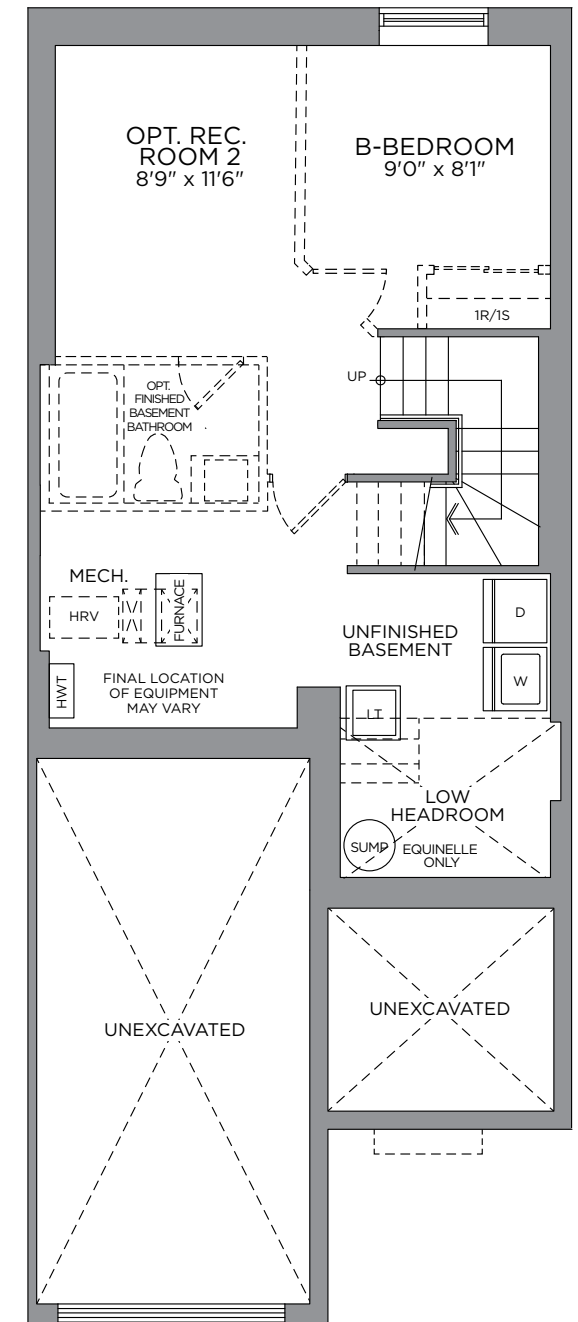 OPT. REC.
ROOM 2
8'9" x 11'6"
B-BEDROOM
9'0" x 8'1"
1R/1S
UP
OPT.
FINISHED
BASEMENT
BATHROOM
MECH.
HRV
FURNACE
HWT
FINAL LOCATION
OF EQUIPMENT
MAY VARY
UNFINISHED
BASEMENT
D
W
LT
LOW
HEADROOM
SUMP
EQUINELLE
ONLY
UNEXCAVATED
UNEXCAVATED